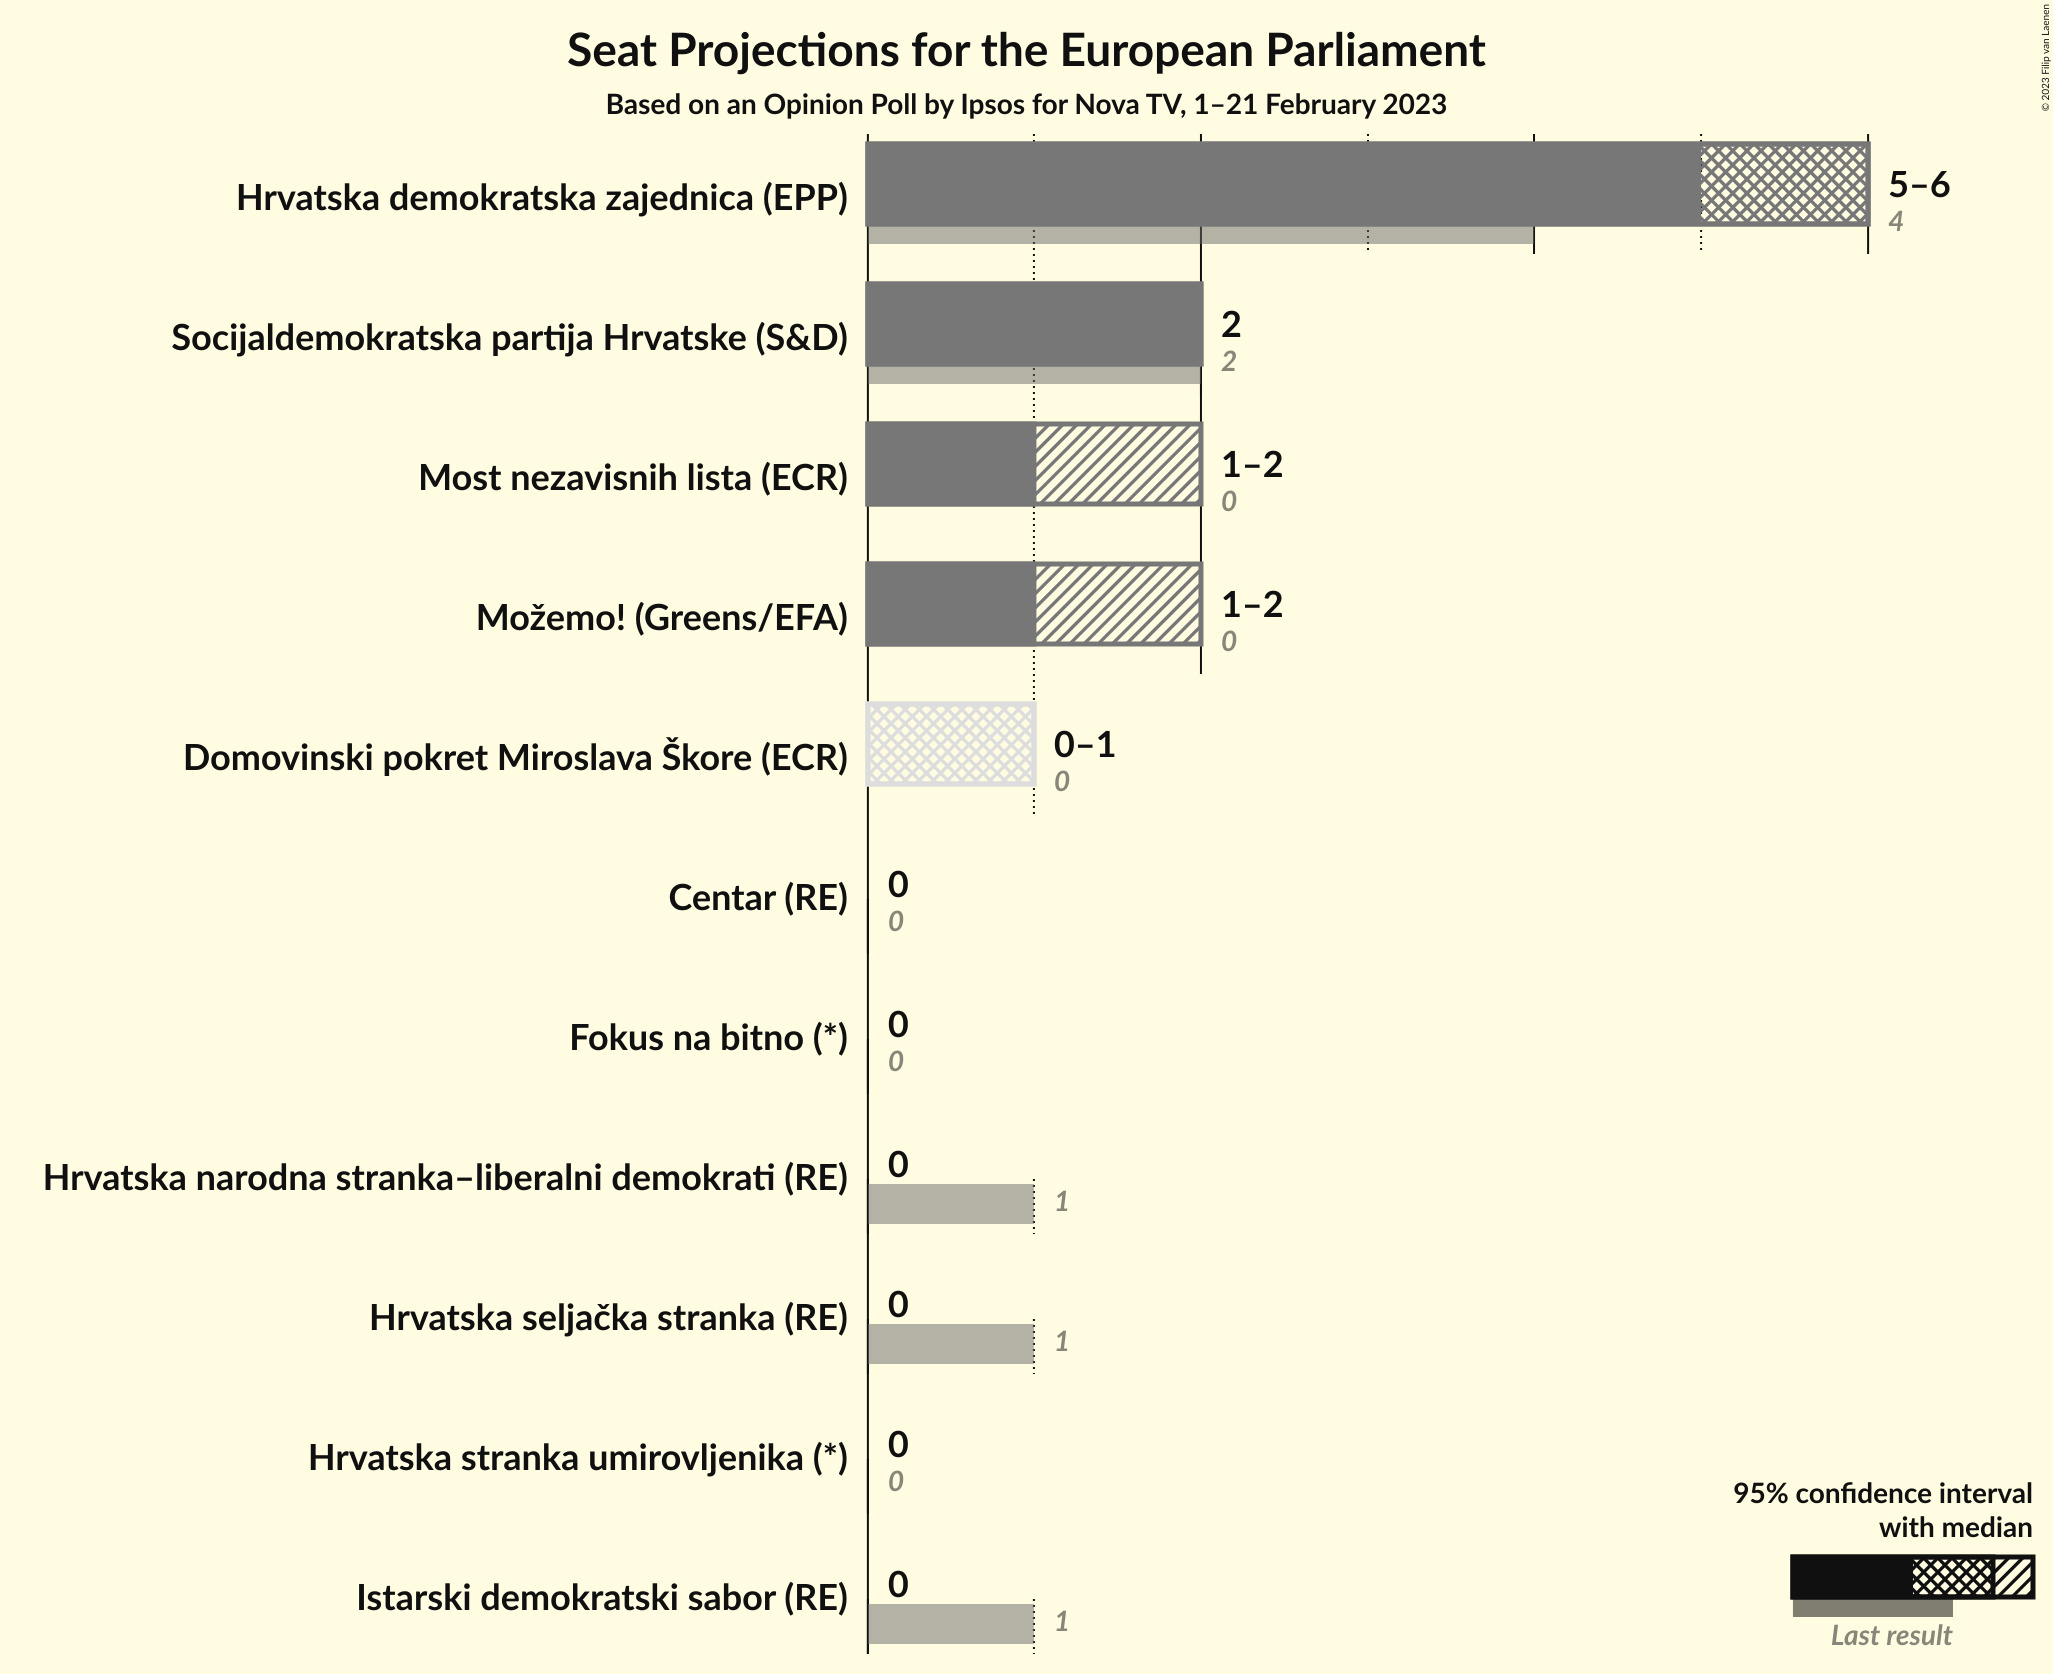 Seat Projections for the European Parliament
Based on an Opinion Poll by Ipsos for Nova TV, 1–21 February 2023
© 2023 Filip van Laenen
Hrvatska demokratska zajednica (EPP)
5–6
4
Socijaldemokratska partija Hrvatske (S&D)
2
2
Most nezavisnih lista (ECR)
1–2
0
Možemo! (Greens/EFA)
1–2
0
Domovinski pokret Miroslava Škore (ECR)
0–1
0
Centar (RE)
0
0
Fokus na bitno (*)
0
0
Hrvatska narodna stranka–liberalni demokrati (RE)
0
1
Hrvatska seljačka stranka (RE)
0
1
Hrvatska stranka umirovljenika (*)
0
0
Istarski demokratski sabor (RE)
0
1
95% confidence interval
with median
Last result